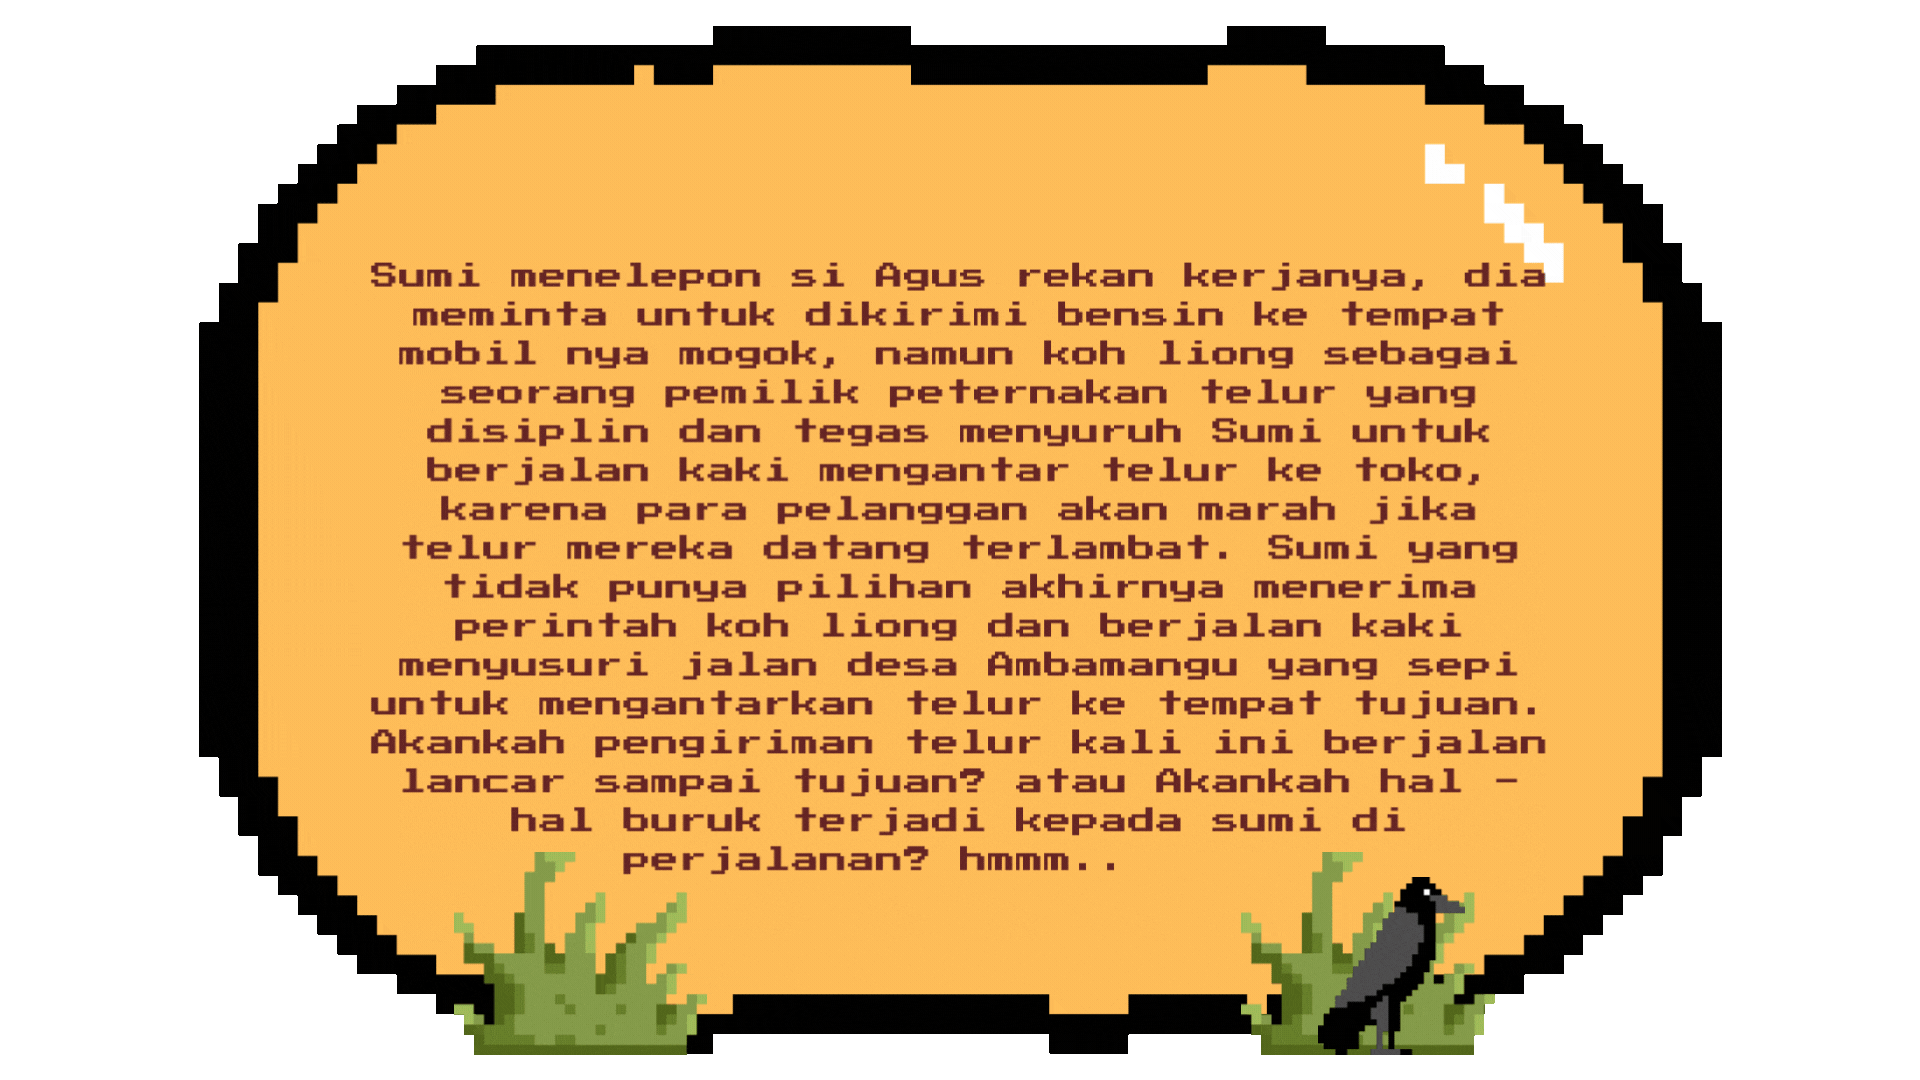 Sumi menelepon si Agus rekan kerjanya, dia
meminta untuk dikirimi bensin ke tempat
mobil nya mogok, namun koh liong sebagai
seorang pemilik peternakan telur yang
disiplin dan tegas menyuruh Sumi untuk
berjalan kaki mengantar telur ke toko,
karena para pelanggan akan marah jika
telur mereka datang terlambat. Sumi yang
tidak punya pilihan akhirnya menerima
perintah koh liong dan berjalan kaki
menyusuri jalan desa Ambamangu yang sepi
untuk mengantarkan telur ke tempat tujuan.
Akankah pengiriman telur kali ini berjalan
lancar sampai tujuan? atau Akankah hal -
hal buruk terjadi kepada sumi di
perjalanan? hmmm..